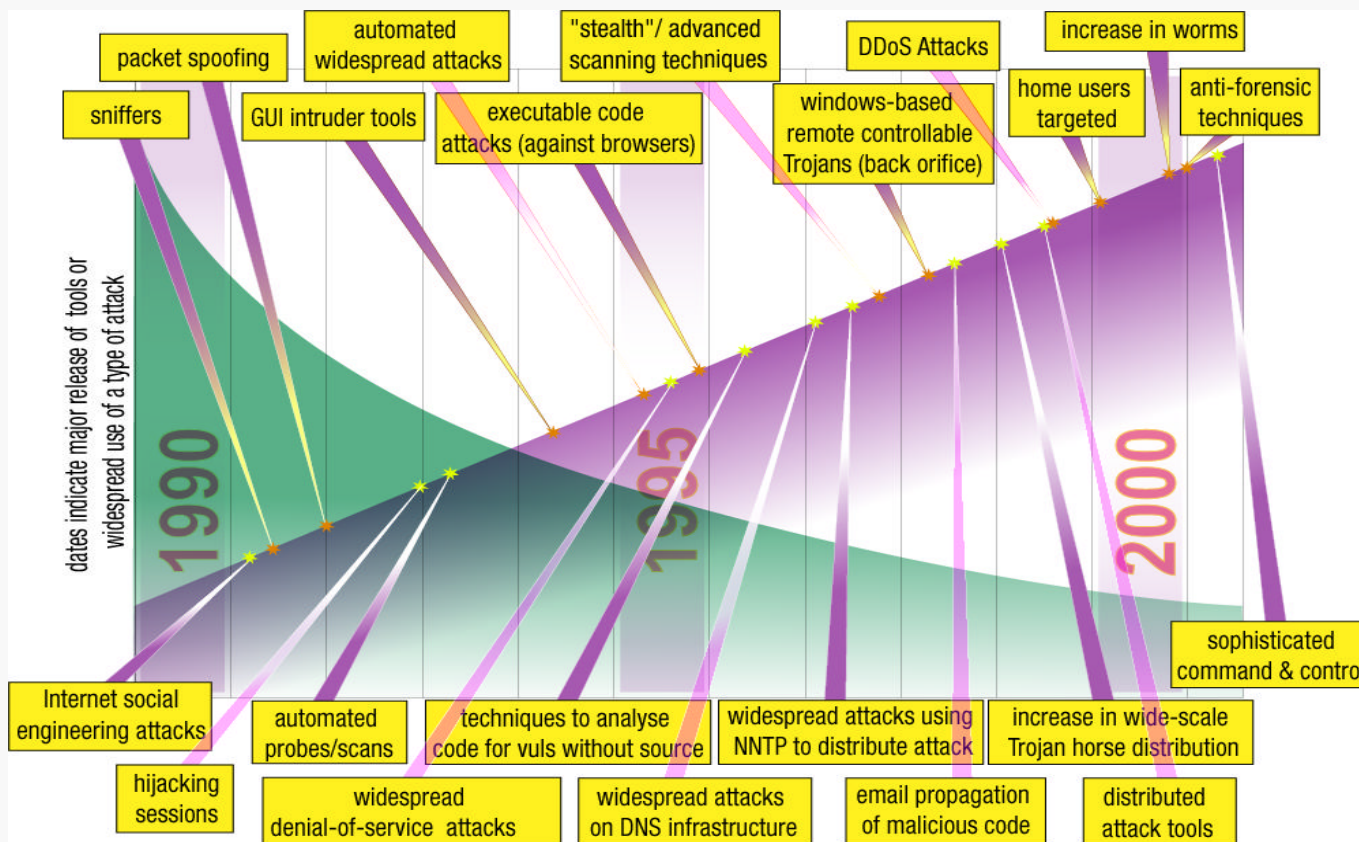 automated
widespread attacks
"stealth"/ advanced
scanning techniques
DDoS Attacks
increase in worms
packet spoofing
sniffers
GUI intruder tools
executable code
attacks (against browsers)
windows-based
remote controllable
Trojans (back orifice)
home users
targeted
anti-forensic
techniques
dates indicate major release of tools or
widespread use of a type of attack
1990
1995
2000
Internet social
engineering attacks
hijacking
sessions
automated
probes/scans
widespread
denial-of-service attacks
techniques to analyse
code for vuls without source
widespread attacks
on DNS infrastructure
widespread attacks using
NNTP to distribute attack
email propagation
of malicious code
increase in wide-scale
Trojan horse distribution
distributed
attack tools
sophisticated
command & control